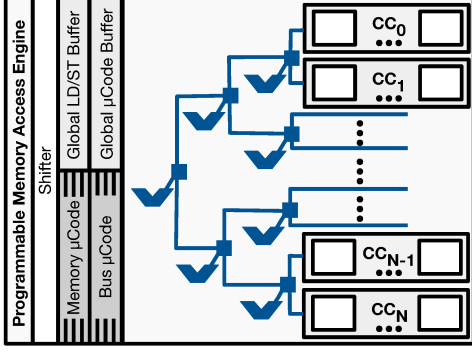 Programmable Memory Access Engine
Shifter
Global LD/ST Buffer
Global µCode Buffer
Memory µCode
Bus µCode
CC0
CC1
CCN-1
CCN